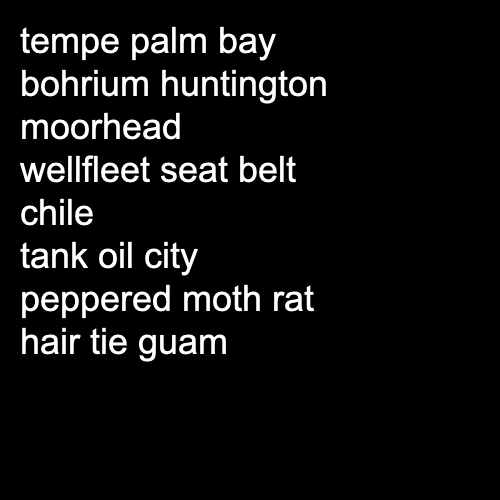 tempe palm bay
bohrium huntington
moorhead
wellfleet seat belt
chile
tank oil city
peppered moth rat
hair tie guam